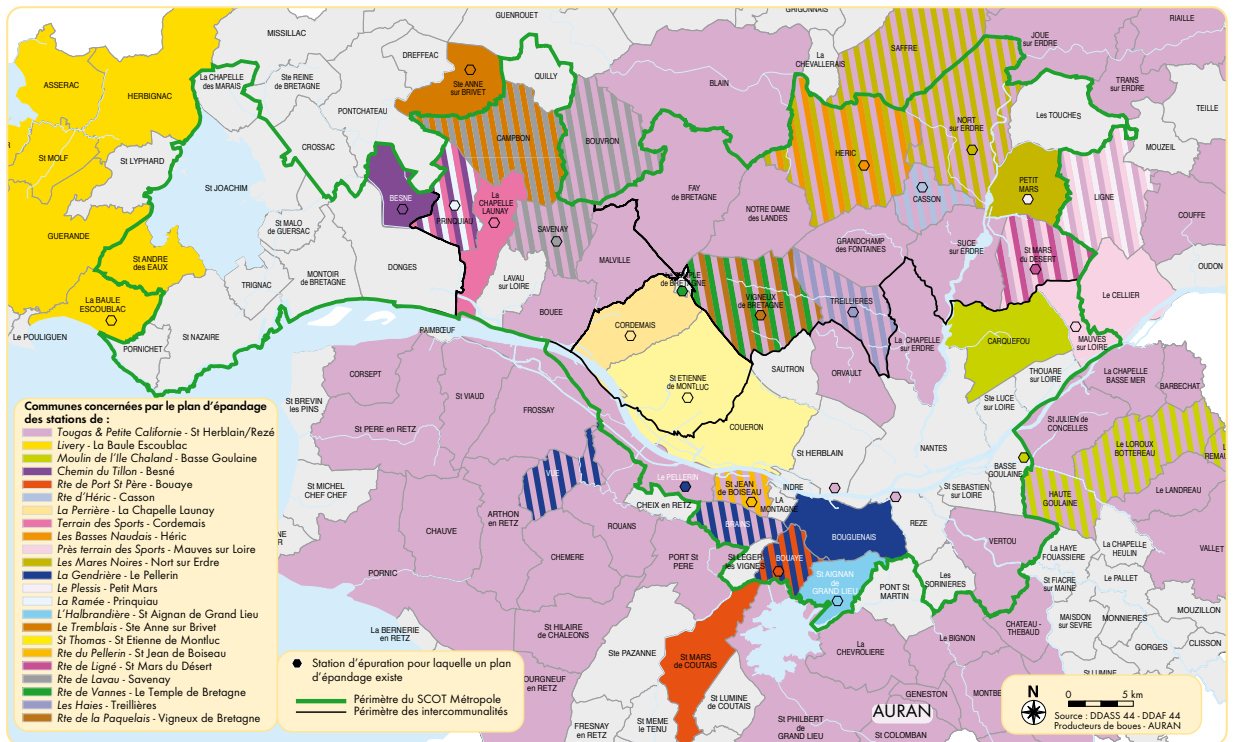 GUENROUET
GRIGONNAIS
RIAILLE
MISSILLAC
DREFFEAC
La
CHEVALLERAIS
SAFFRE
JOUE
sur ERDRE
La CHAPELLE
des MARAIS
Ste REINE
de BRETAGNE
QUILLY
BLAIN
TRANS
sur ERDRE
ASSERAC
HERBIGNAC
Ste ANNE
sur BRIVET
PONTCHATEAU
TEILLE
Les TOUCHES
NORT
sur ERDRE
CAMPBON
BOUVRON
CROSSAC
MOUZEIL
St MOLF
St LYPHARD
HERIC
St JOACHIM
PETIT
MARS
LIGNE
BESNE
La
CHAPELLE
LAUNAY
FAY
de BRETAGNE
CASSON
NOTRE DAME
des LANDES
COUFFE
PRINQUIAU
St MALO
de GUERSAC
SAVENAY
GUERANDE
GRANDCHAMP
des FONTAINES
SUCE
sur ERDRE
St MARS
du DESERT
MALVILLE
St ANDRE
des EAUX
DONGES
OUDON
MONTOIR
de BRETAGNE
LAVAU
sur LOIRE
DE BRETAGNE
TRIGNAC
VIGNEUX
de BRETAGNE
TREILLIERES
Le CELLIER
La BAULE
ESCOUBLAC
BOUEE
CORDEMAIS
PAIMBŒUF
Le POULIGUEN
St NAZAIRE
PORNICHET
La CHAPELLE
sur ERDRE
CARQUEFOU
MAUVES
sur LOIRE
SAUTRON
ORVAULT
THOUARE
sur LOIRE
La CHAPELLE
BASSE MER
BARBECHAT
CORSEPT
St ETIENNE
de MONTLUC
St BREVIN
les PINS
St VIAUD
FROSSAY
Ste LUCE
sur LOIRE
St JULIEN de
CONCELLES
St PERE en RETZ
COUERON
NANTES
Le LOROUX
BOTTEREAU
St HERBLAIN
BASSE
GOULAINE
VUE
Le PELLERIN
St JEAN
de BOISEAU
INDRE
St SEBASTIEN
sur LOIRE
HAUTE
GOULAINE
Le LANDREAU
St MICHEL
CHEF CHEF
CHEIX en RETZ
LA
MONTAGNE
ARTHON
en RETZ
ROUANS
BRAINS
REZE
CHAUVE
BOUGUENAIS
VERTOU
VALLET
CHEMERE
PORT St
PERE
St LEGER
les VIGNES
BOUAYE
La HAYE
FOUASSIERE
La CHAPELLE
HEULIN
PORNIC
St AIGNAN
de
GRAND LIEU
PONT St
MARTIN
Les
SORINIERES
St FIACRE
sur MAINE
Le PALLET
La BERNERIE
en RETZ
St HILAIRE
de CHALEONS
CHATEAU -
THEBAUD
MAISDON
sur SEVRE
MONNIERES
MOUZILLON
Le BIGNON
GORGES
CLISSON
La
CHEVROLIERE
Ste PAZANNE
St MARS
de COUTAIS
St LUMINE
BOURGNEUF
en RETZ
St LUMINE
de COUTAIS
GENESTON
MONTBE
St PHILBERT
de
GRAND LIEU
FRESNAY
en RETZ
St MEME
le TENU
St COLOMBAN
AURAN
Communes concernées par le plan d'épandage
des stations de :
Tougas & Petite Californie - St Herblain/Rezé
Livery - La Baule Escoublac
Moulin de l'Ile Chaland - Basse Goulaine
Chemin du Tillon - Besné
Rte de Port St Père - Bouaye
Rte d'Héric - Casson
La Perrière - La Chapelle Launay
Terrain des Sports - Cordemais
Les Basses Naudais - Héric
Près terrain des Sports - Mauves sur Loire
Les Mares Noires - Nort sur Erdre
La Gendrière - Le Pellerin
Le Plessis - Petit Mars
La Ramée - Prinquiau
L'Halbrandière - St Aignan de Grand Lieu
Le Tremblais - Ste Anne sur Brivet
St Thomas - St Etienne de Montluc
Rte du Pellerin - St Jean de Boiseau
Rte de Ligné - St Mars du Désert
Rte de Lavau - Savenay
Rte de Vannes - Le Temple de Bretagne
Les Haies - Treillières
Rte de la Paquelais - Vigneux de Bretagne
Station d'épuration pour laquelle un plan
d'épandage existe
Périmètre du SCOT Métropole
Périmètre des intercommunalités
N
0 5 km
Source : DDASS 44 - DDAF 44
Producteurs de boues - AURAN